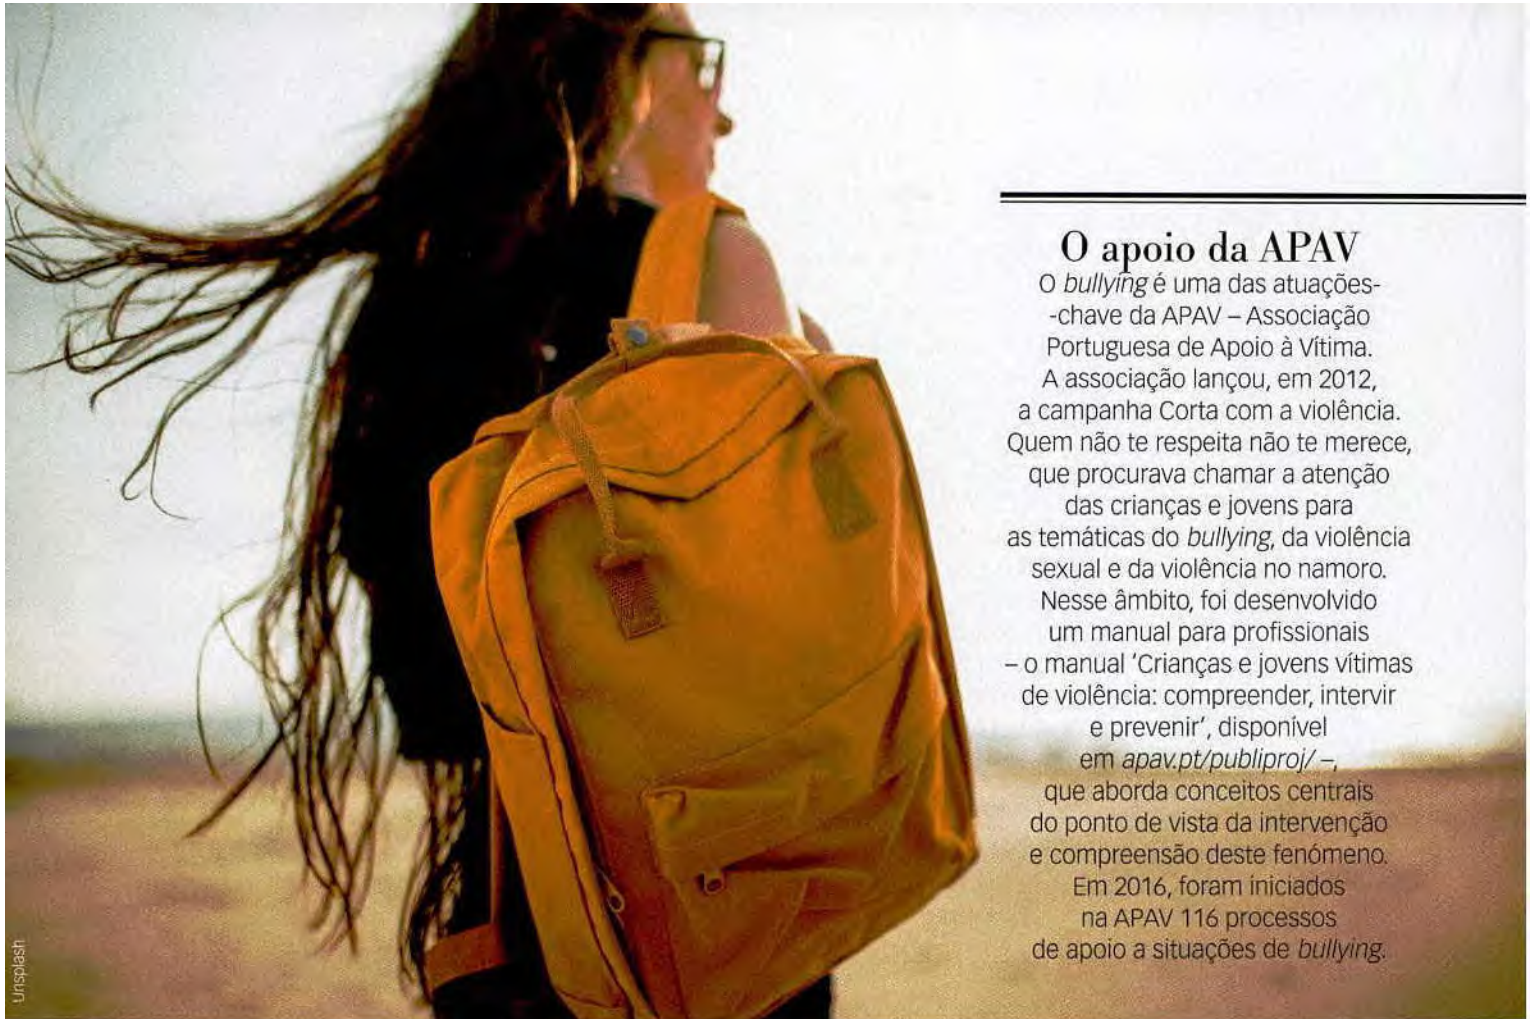 O apoio da APAV
O bullying é uma das atuações-
-chave da APAV – Associação
Portuguesa de Apoio à Vítima.
A associação lançou, em 2012,
a campanha Corta com a violência.
Quem não te respeita não te merece,
que procurava chamar a atenção
das crianças e jovens para
as temáticas do bullying, da violência
sexual e da violência no namoro.
Nesse âmbito, foi desenvolvido
um manual para profissionais
– o manual ‘Crianças e jovens vítimas
de violência: compreender, intervir
e prevenir’, disponível
em apav.pt/publiproj/ –,
que aborda conceitos centrais
do ponto de vista da intervenção
e compreensão deste fenómeno.
Em 2016, foram iniciados
na APAV 116 processos
de apoio a situações de bullying.
Unsplash